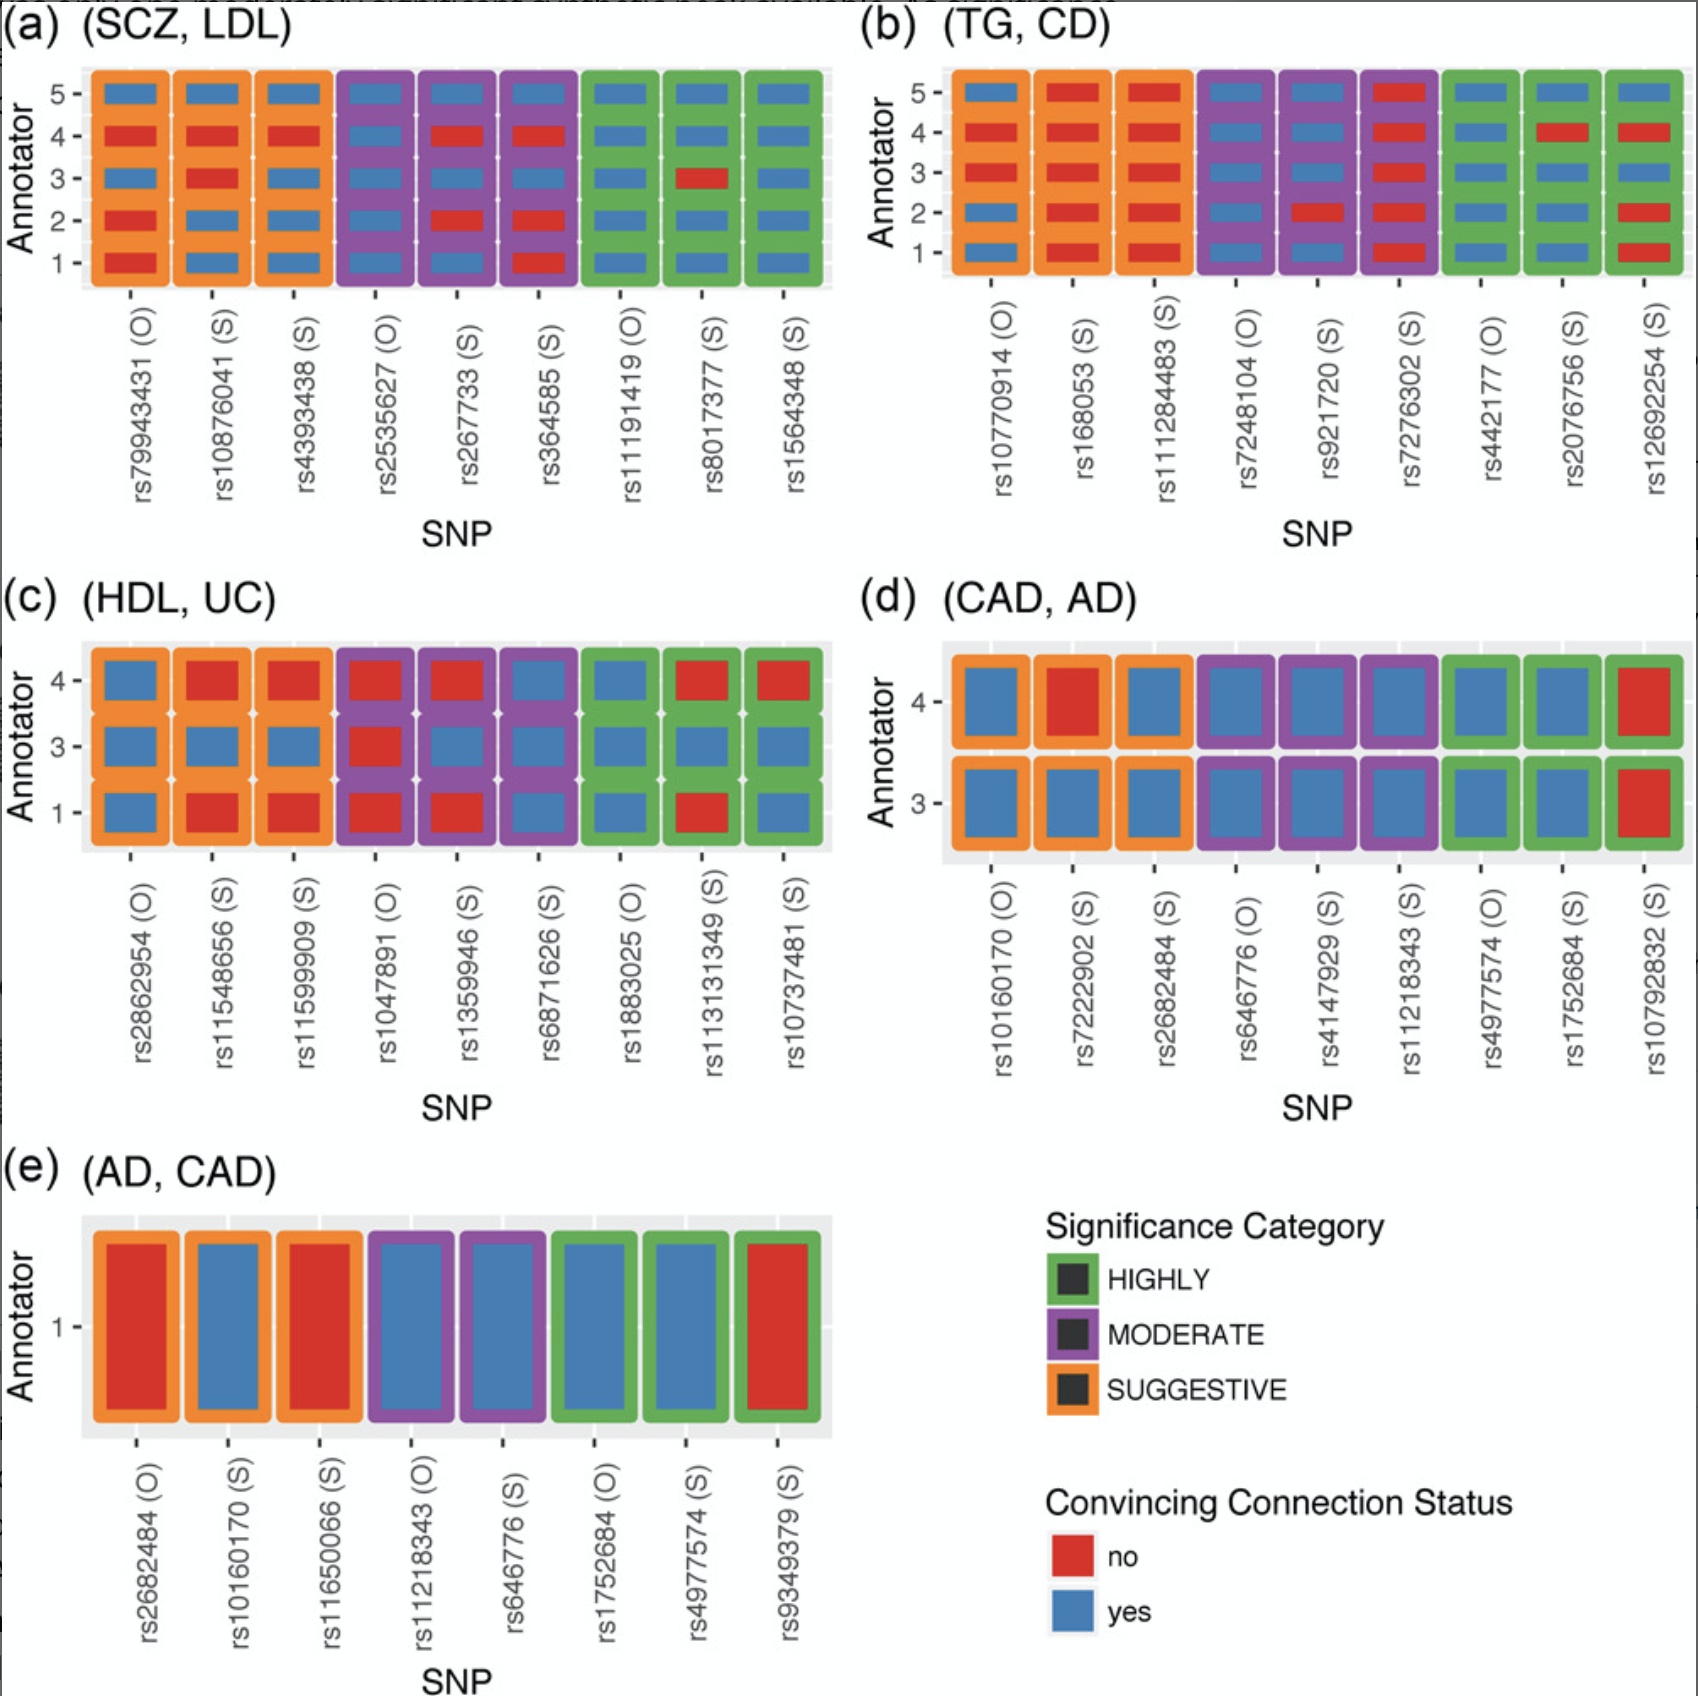 (a) (SCZ, LDL)
Annotator
5
4
3
2
1
rs79943431 (O)
rs10876041 (S)
rs4393438 (S)
rs2535627 (O)
rs267733 (S)
rs364585 (S)
rs11191419 (O)
rs8017377 (S)
rs1564348 (S)
SNP
(b) (TG, CD)
Annotator
5
4
3
2
1
rs10770914 (O)
rs1168053 (S)
rs111284483 (S)
rs7248104 (O)
rs921720 (S)
rs7276302 (S)
rs442177 (O)
rs2076756 (S)
rs12692254 (S)
SNP
(c) (HDL, UC)
Annotator
4
3
1
rs2862954 (O)
rs11548656 (S)
rs11599909 (S)
rs1047891 (O)
rs1359946 (S)
rs6871626 (S)
rs1883025 (O)
rs113131349 (S)
rs10737481 (S)
SNP
(d) (CAD, AD)
Annotator
4
3
rs10160170 (O)
rs7222902 (S)
rs2682484 (S)
rs646776 (O)
rs4147929 (S)
rs11218343 (S)
rs4977574 (O)
rs1752684 (S)
rs10792832 (S)
SNP
(e) (AD, CAD)
Annotator
1
rs2682484 (O)
rs10160170 (S)
rs11650066 (S)
rs11218343 (O)
rs646776 (S)
rs1752684 (O)
rs4977574 (S)
rs9349379 (S)
SNP
Significance Category
HIGHLY
MODERATE
SUGGESTIVE
Convincing Connection Status
no
yes